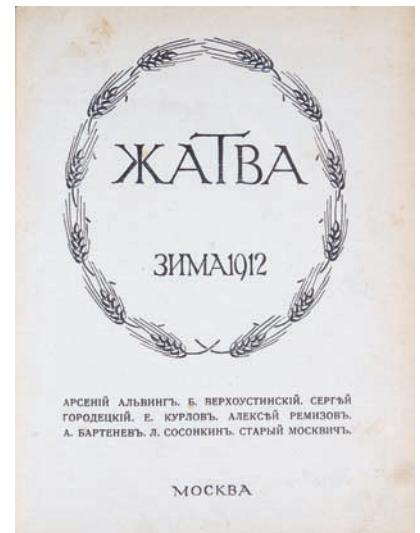 ЖАТВА
ЗИМА 1912
АРСЕНІЙ АЛЬВИНГЪ. Б. ВЕРХОУСТИНСКІЙ. СЕРГѢЙ
ГОРОДЕЦКІЙ. Е. КУРЛОВЪ. АЛЕКСѢЙ РЕМИЗОВЪ.
А. БАРТЕНЕВЪ. Л. СОСОНКИНЪ. СТАРЫЙ МОСКВИЧЪ.
МОСКВА